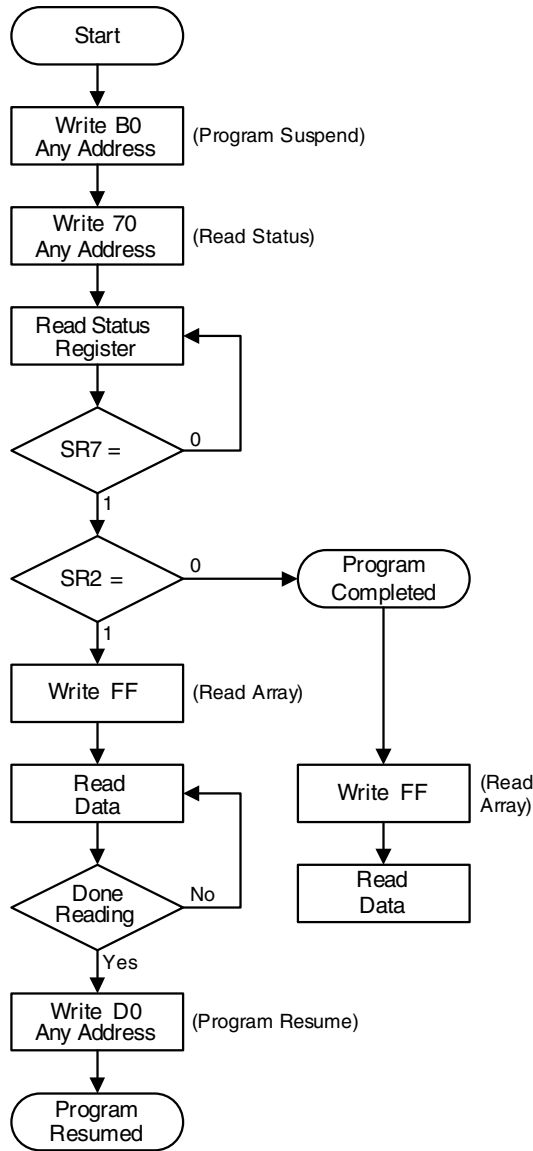 Start
Write B0
Any Address
(Program Suspend)
Write 70
Any Address
(Read Status)
Read Status
Register
SR7 =
0
1
SR2 =
0
1
Program
Completed
Write FF
(Read Array)
Read
Data
Write FF
(Read
Array)
Done
Reading
No
Yes
Read
Data
Write D0
Any Address
(Program Resume)
Program
Resumed